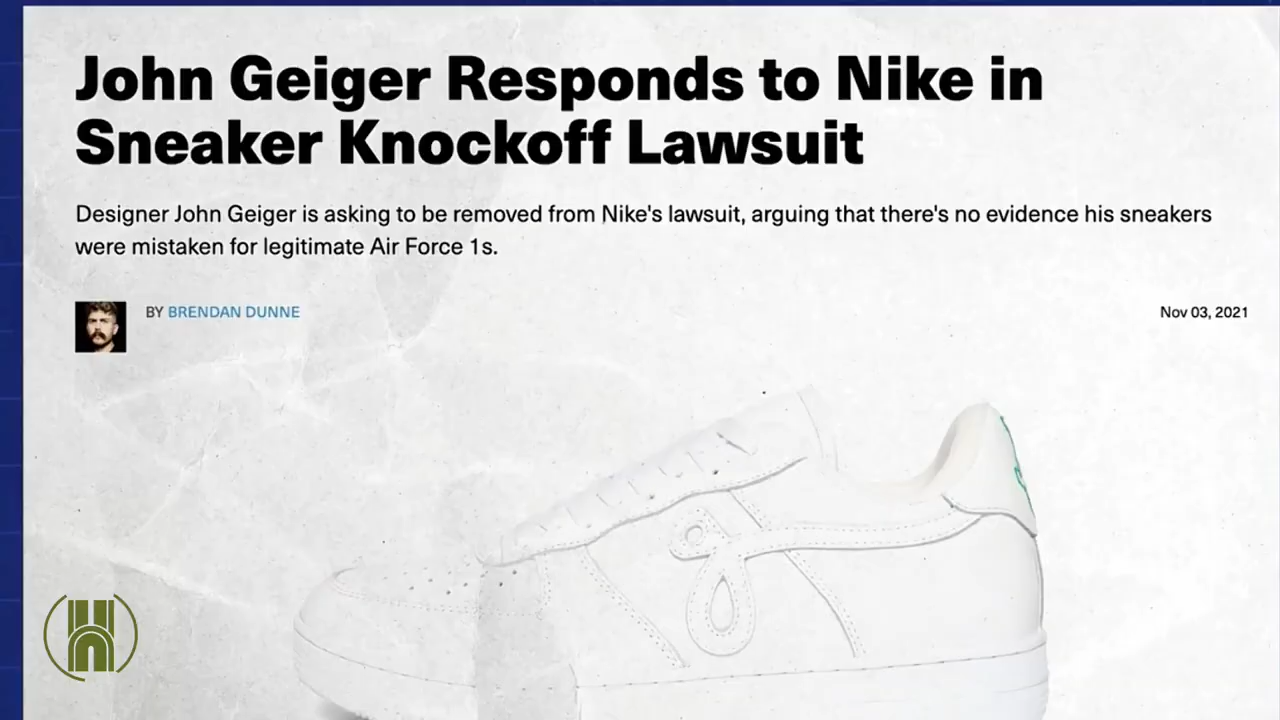 John Geiger Responds to Nike in
Sneaker Knockoff Lawsuit
Designer John Geiger is asking to be removed from Nike's lawsuit, arguing that there's no evidence his sneakers
were mistaken for legitimate Air Force 1s.
BY BRENDAN DUNNE
Nov 03, 2021